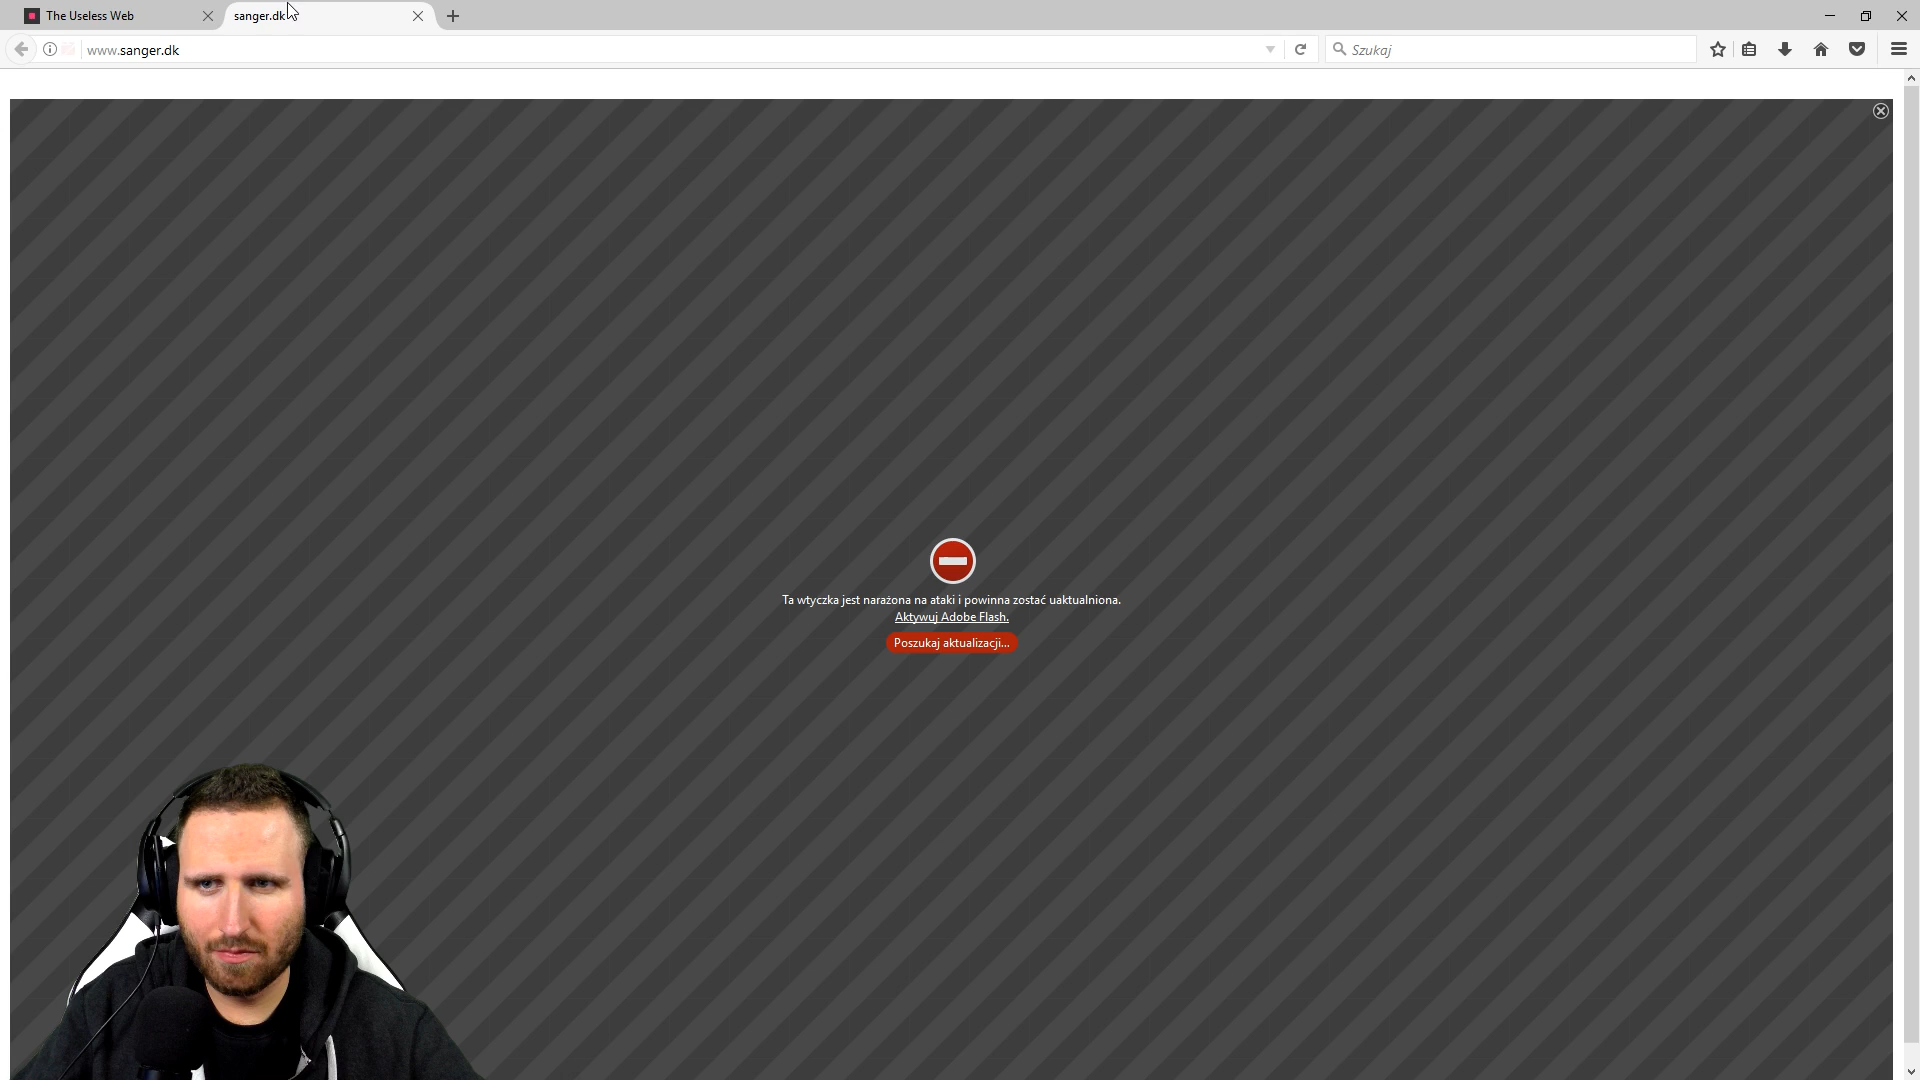 The Useless Web
sanger.dk
www.sanger.dk
Szukaj
Ta wtyczka jest narażona na ataki i powinna zostać uaktualniona.
Aktywuj Adobe Flash.
Poszukaj aktualizacji...